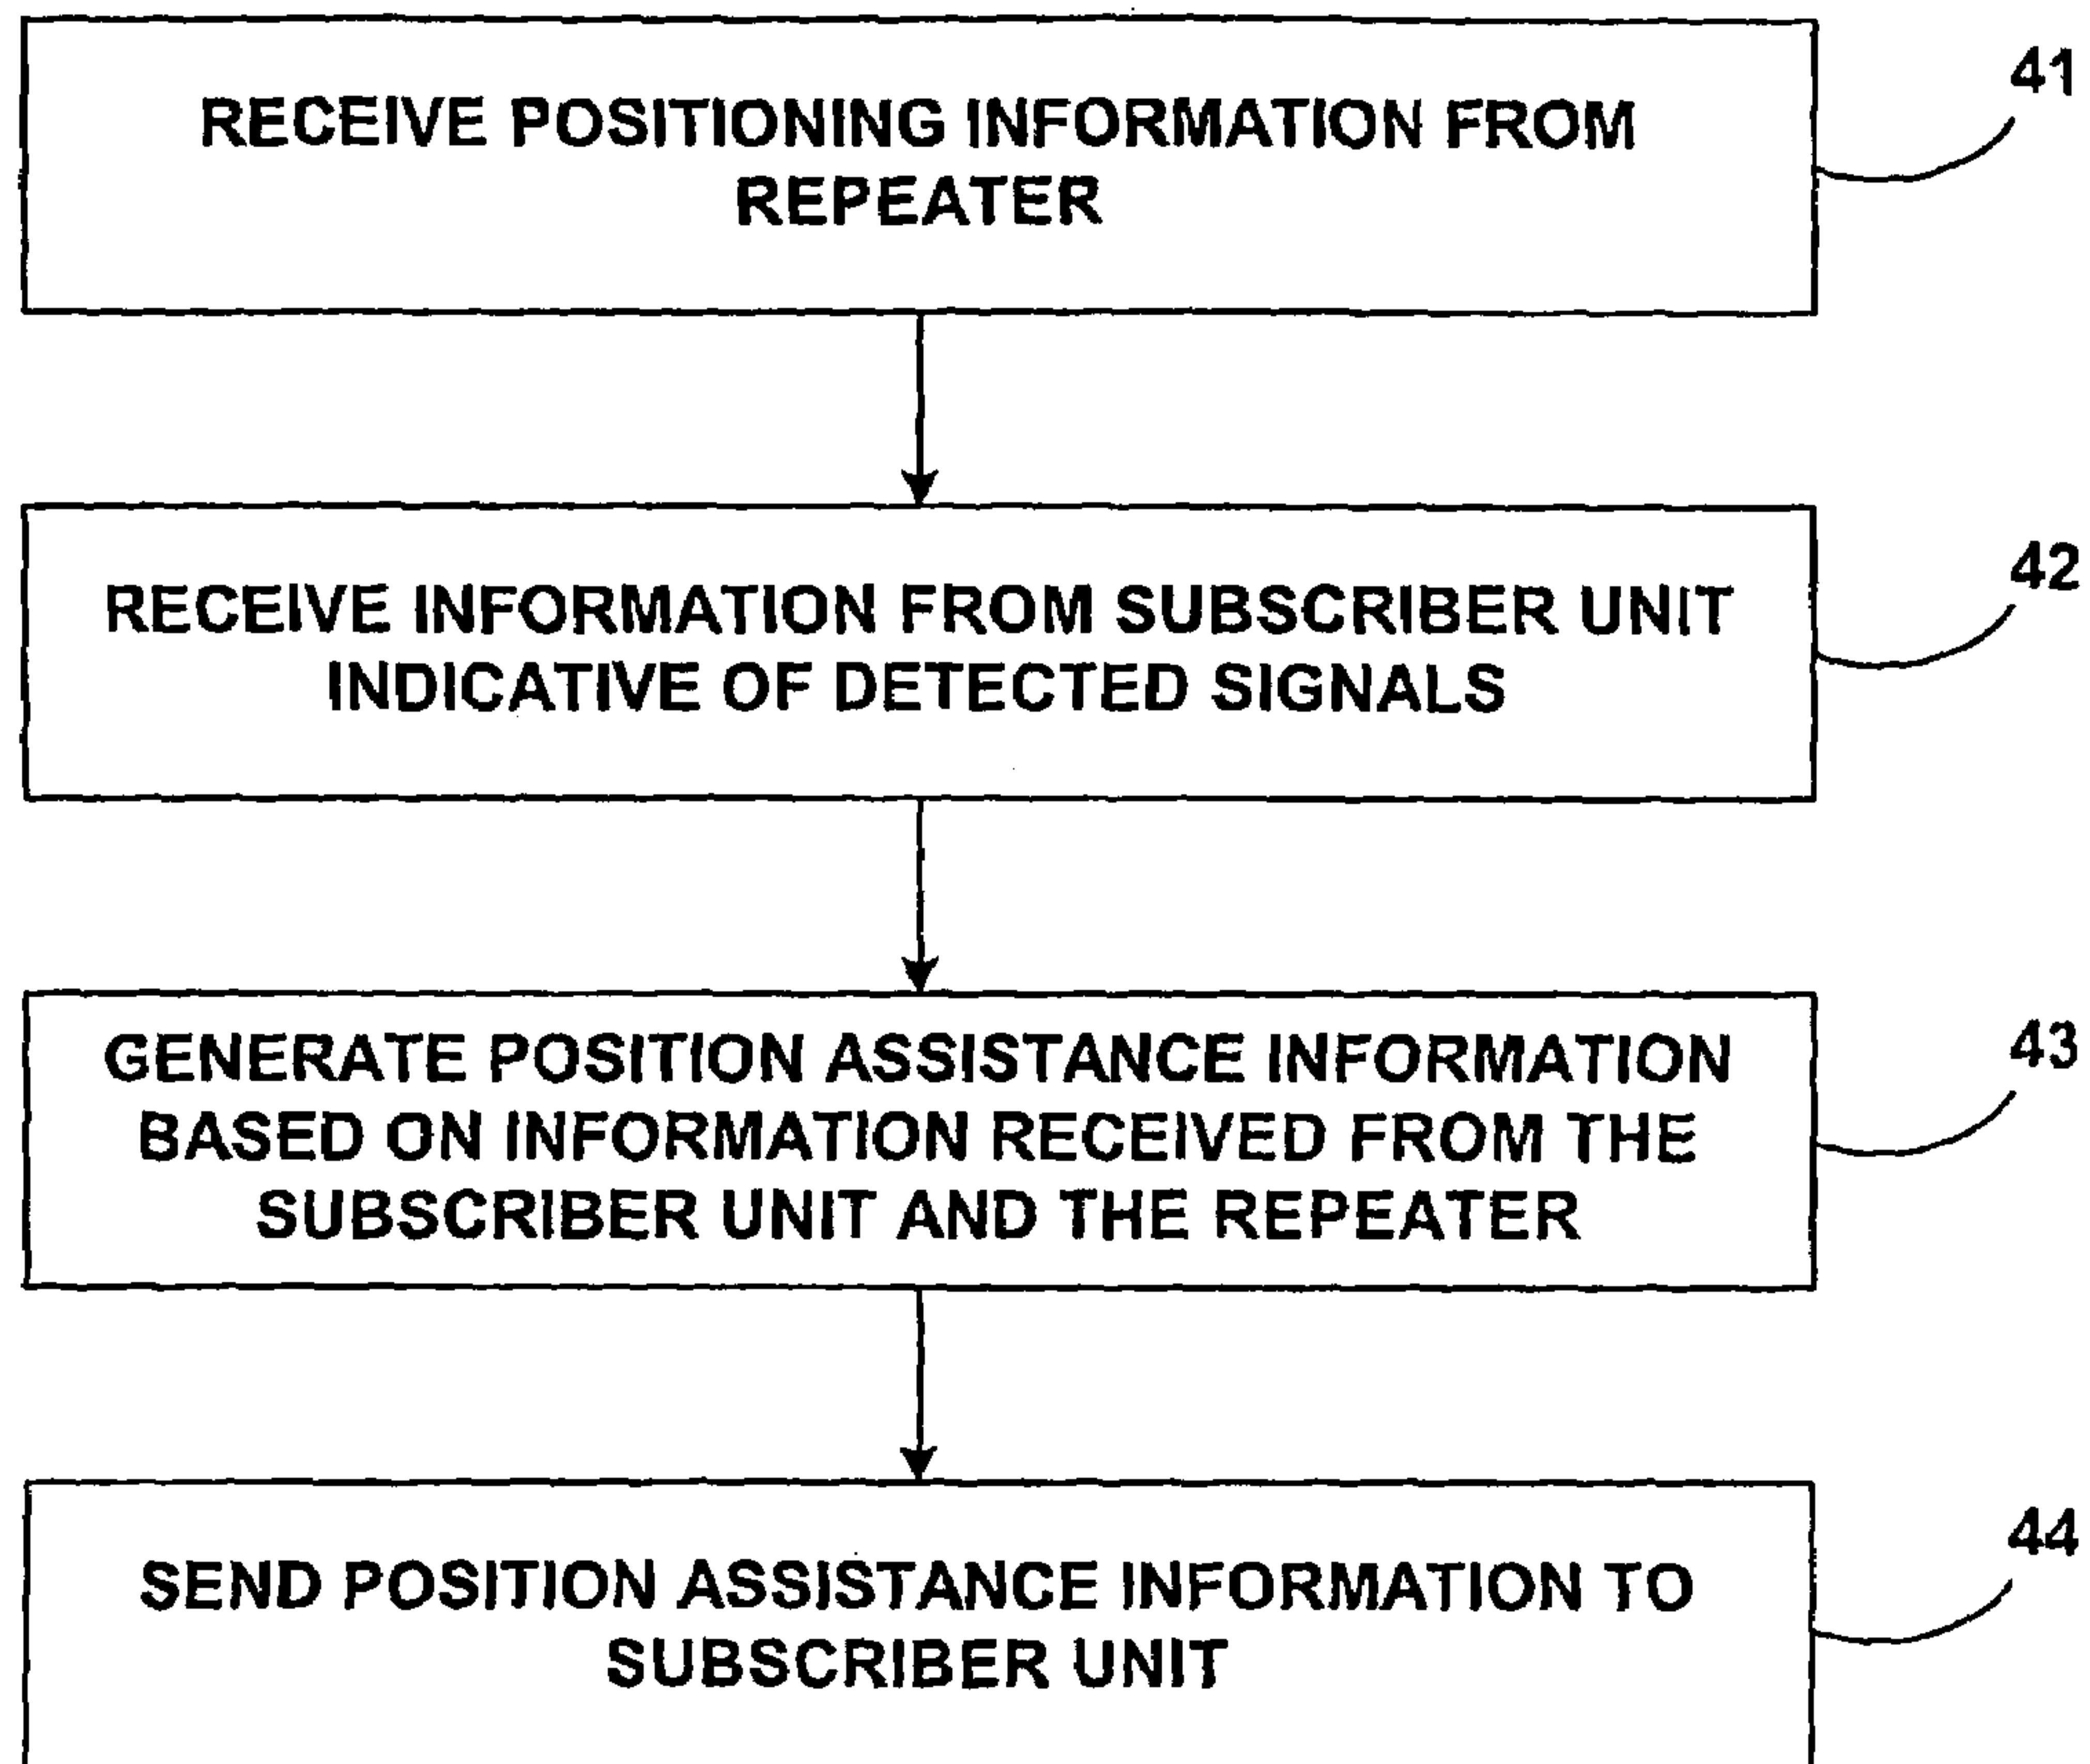 RECEIVE POSITIONING INFORMATION FROM
REPEATER
41
RECEIVE INFORMATION FROM SUBSCRIBER UNIT
INDICATIVE OF DETECTED SIGNALS
42
GENERATE POSITION ASSISTANCE INFORMATION
BASED ON INFORMATION RECEIVED FROM THE
SUBSCRIBER UNIT AND THE REPEATER
43
SEND POSITION ASSISTANCE INFORMATION TO
SUBSCRIBER UNIT
44